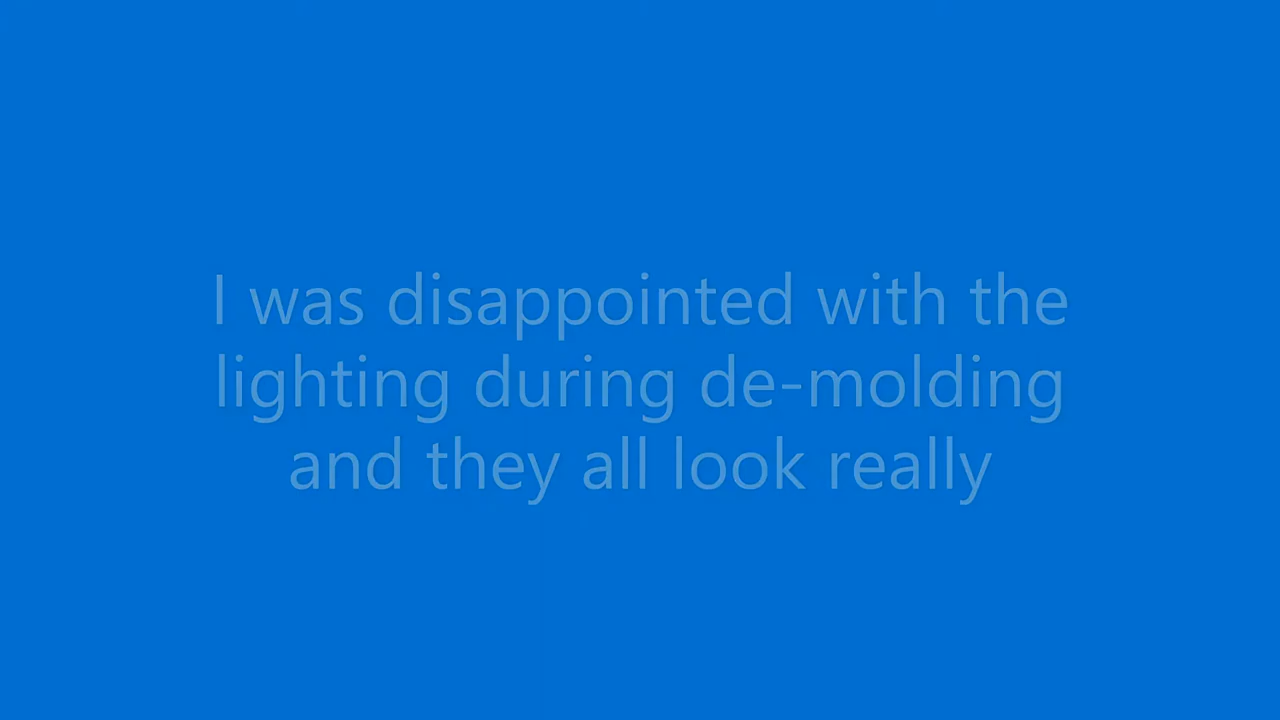 I was disappointed with the
lighting during de-molding
and they all look really